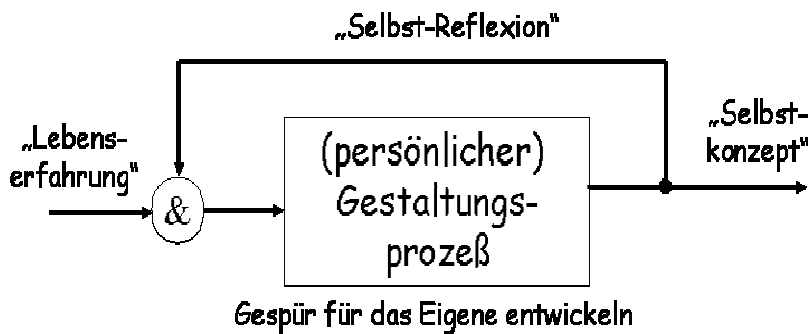 „Selbst-Reflexion“
„Lebens-
erfahrung“
&
(persönlicher)
Gestaltungs-
prozeß
„Selbst-
konzept“
Gespür für das Eigene entwickeln